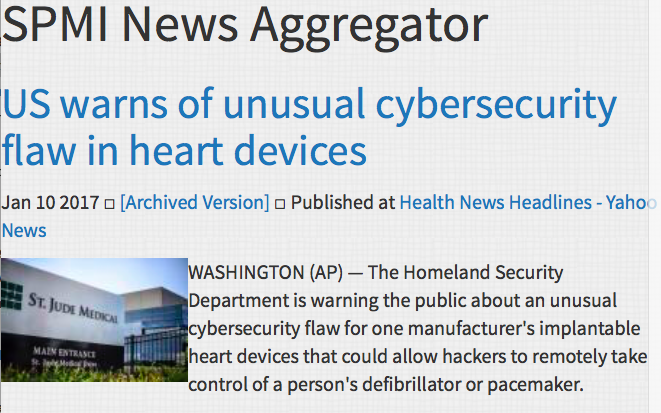 SPMI News Aggregator
US warns of unusual cybersecurity
flaw in heart devices
Jan 10 2017 □ [Archived Version] □ Published at Health News Headlines - Yahoo
News
ST. JUDE MEDICAL
MAIN ENTRANCE
St. Jude Medical
WASHINGTON (AP) — The Homeland Security
Department is warning the public about an unusual
cybersecurity flaw for one manufacturer's implantable
heart devices that could allow hackers to remotely take
control of a person's defibrillator or pacemaker.